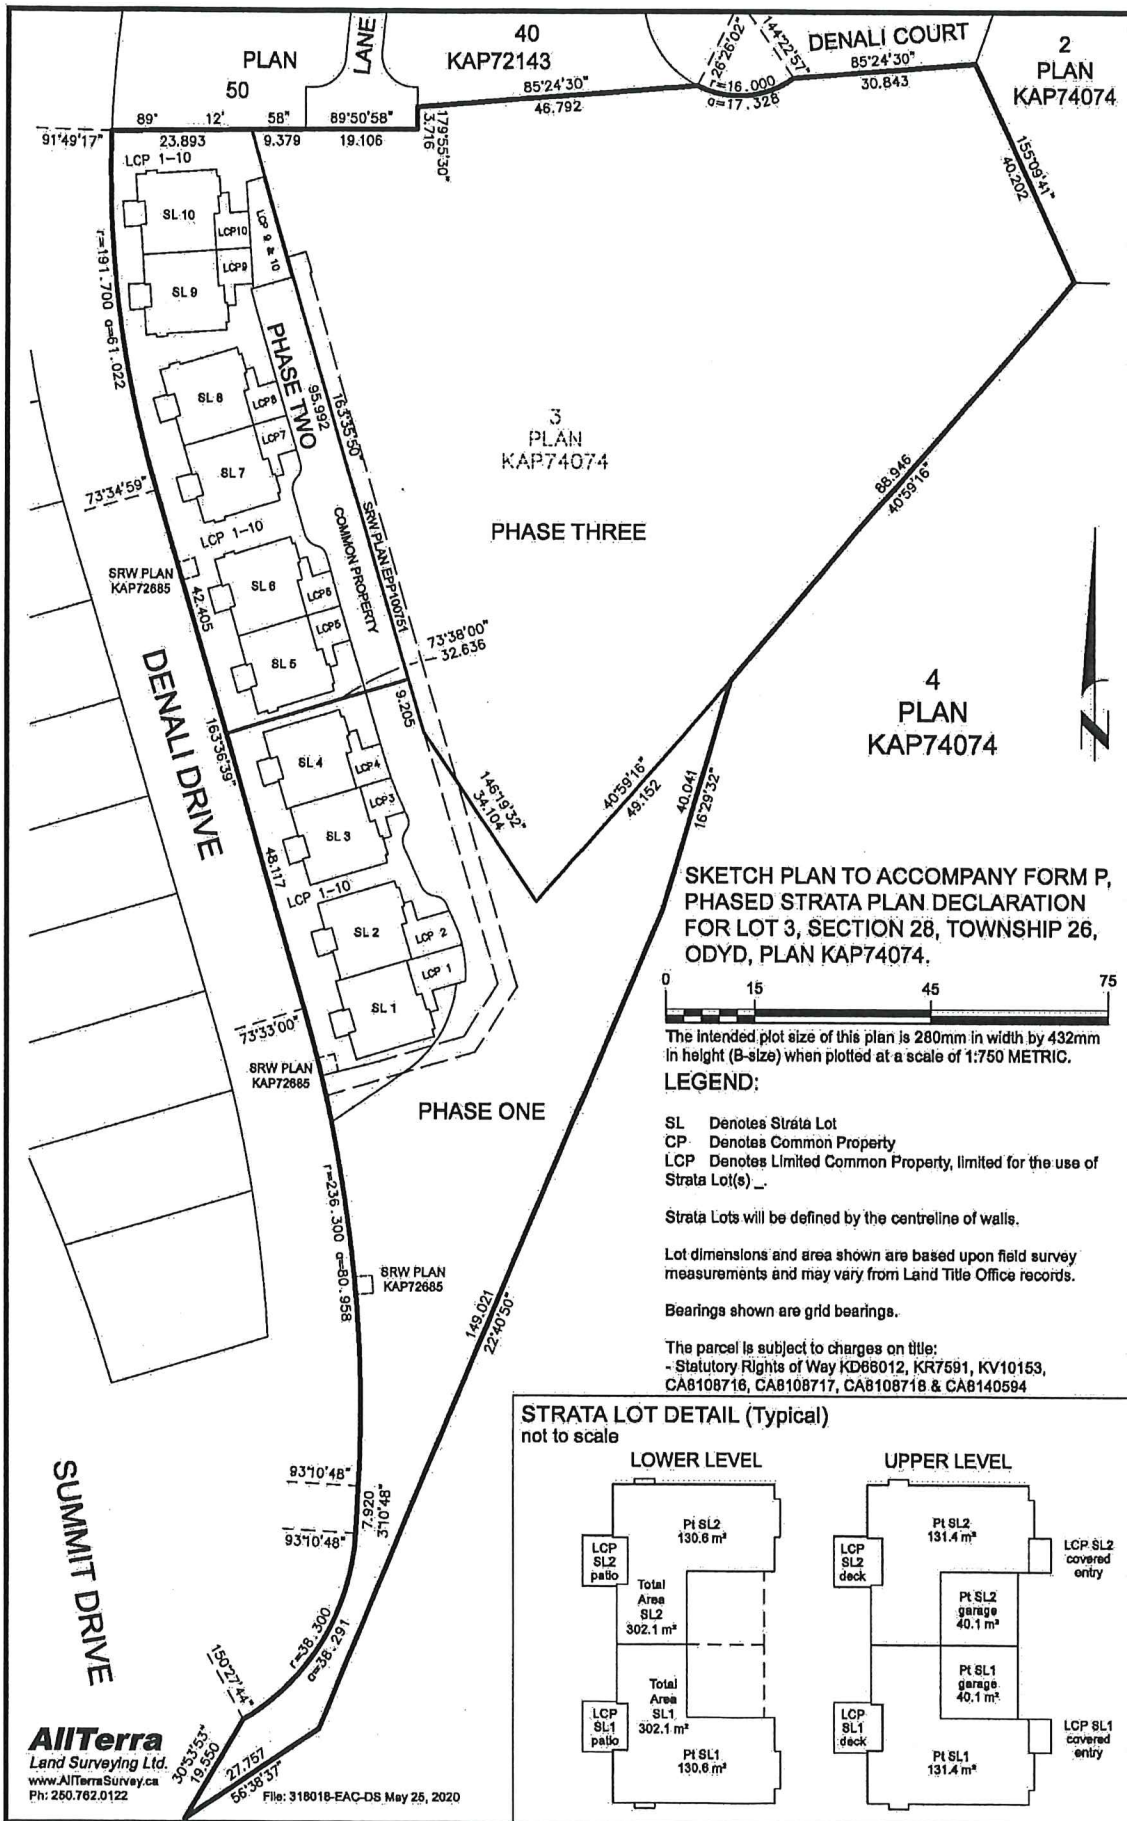 PLAN
50
LANE
40
KAP72143
DENALI COURT
2
PLAN
KAP74074
126°26'02"
144°22'57"
85°24'30"
46.792
r=16.000
a=17.328
85°24'30"
30.843
91°49'17"
89° 12' 58"
23.893
9.379
89°50'58"
19.106
179°55'30"
3.716
155°09'41"
40.202
LCP 1-10
SL 10
LCP10
LCP9
LCP 9 & 10
SL 9
r=191.700 a=61.022
PHASE TWO
95.992
163°35'50"
SL 8
LCP8
LCP7
SL 7
73°34'59"
LCP 1-10
3
PLAN
KAP74074
PHASE THREE
88.946
40°59'16"
COMMON PROPERTY
SRW PLAN EPP100751
SRW PLAN
KAP72685
42.405
SL 6
LCP6
LCP5
SL 5
73°38'00"
32.636
9.205
DENALI DRIVE
163°36'39"
SL 4
LCP4
LCP3
SL 3
146°19'32"
34.104
40°59'16"
49.152
40.041
16°29'32"
4
PLAN
KAP74074
48.117
LCP 1-10
SL 2
LCP 2
LCP 1
SL 1
73°33'00"
SRW PLAN
KAP72685
PHASE ONE
SKETCH PLAN TO ACCOMPANY FORM P,
PHASED STRATA PLAN DECLARATION
FOR LOT 3, SECTION 28, TOWNSHIP 26,
ODYD, PLAN KAP74074.
0 15 45 75
The intended plot size of this plan is 280mm in width by 432mm
in height (B-size) when plotted at a scale of 1:750 METRIC.
LEGEND:
SL Denotes Strata Lot
CP Denotes Common Property
LCP Denotes Limited Common Property, limited for the use of
Strata Lot(s) _.
Strata Lots will be defined by the centreline of walls.
Lot dimensions and area shown are based upon field survey
measurements and may vary from Land Title Office records.
Bearings shown are grid bearings.
The parcel is subject to charges on title:
- Statutory Rights of Way KD66012, KR7591, KV10153,
CA8108716, CA8108717, CA8108718 & CA8140594
r=236.300 a=80.958
SRW PLAN
KAP72685
149.021
22°40'50"
93°10'48"
7.920
3°10'48"
93°10'48"
SUMMIT DRIVE
r=38.300
a=38.291
150°27'44"
30°53'53"
19.550
27.757
56°38'37"
AllTerra
Land Surveying Ltd.
www.AllTerraSurvey.ca
Ph: 250.762.0122
File: 318018-EAC-DS May 25, 2020
STRATA LOT DETAIL (Typical)
not to scale
LOWER LEVEL
Pt SL2
130.6 m²
LCP
SL2
patio
Total
Area
SL2
302.1 m²
Total
Area
SL1
302.1 m²
LCP
SL1
patio
Pt SL1
130.6 m²
UPPER LEVEL
Pt SL2
131.4 m²
LCP
SL2
deck
LCP SL2
covered
entry
Pt SL2
garage
40.1 m²
Pt SL1
garage
40.1 m²
LCP
SL1
deck
LCP SL1
covered
entry
Pt SL1
131.4 m²